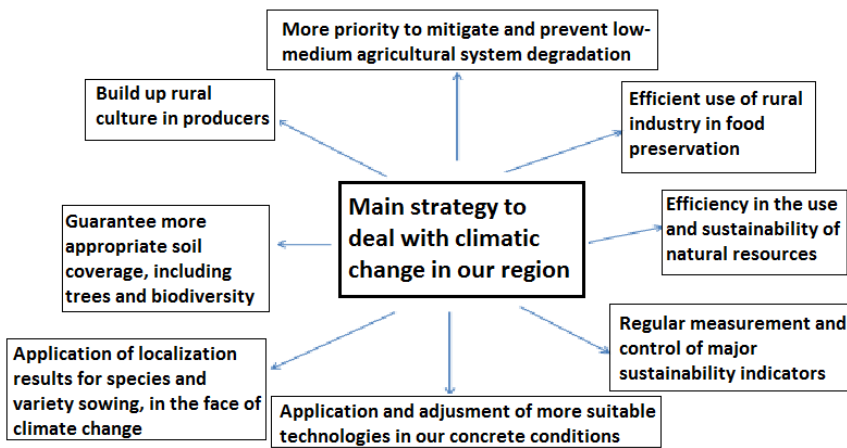 More priority to mitigate and prevent low-
medium agricultural system degradation
Build up rural
culture in producers
Efficient use of rural
industry in food
preservation
Main strategy to
deal with climatic
change in our region
Guarantee more
appropriate soil
coverage, including
trees and biodiversity
Efficiency in the use
and sustainability of
natural resources
Regular measurement and
control of major
sustainability indicators
Application of localization
results for species and
variety sowing, in the face of
climate change
Application and adjusment of more suitable
technologies in our concrete conditions